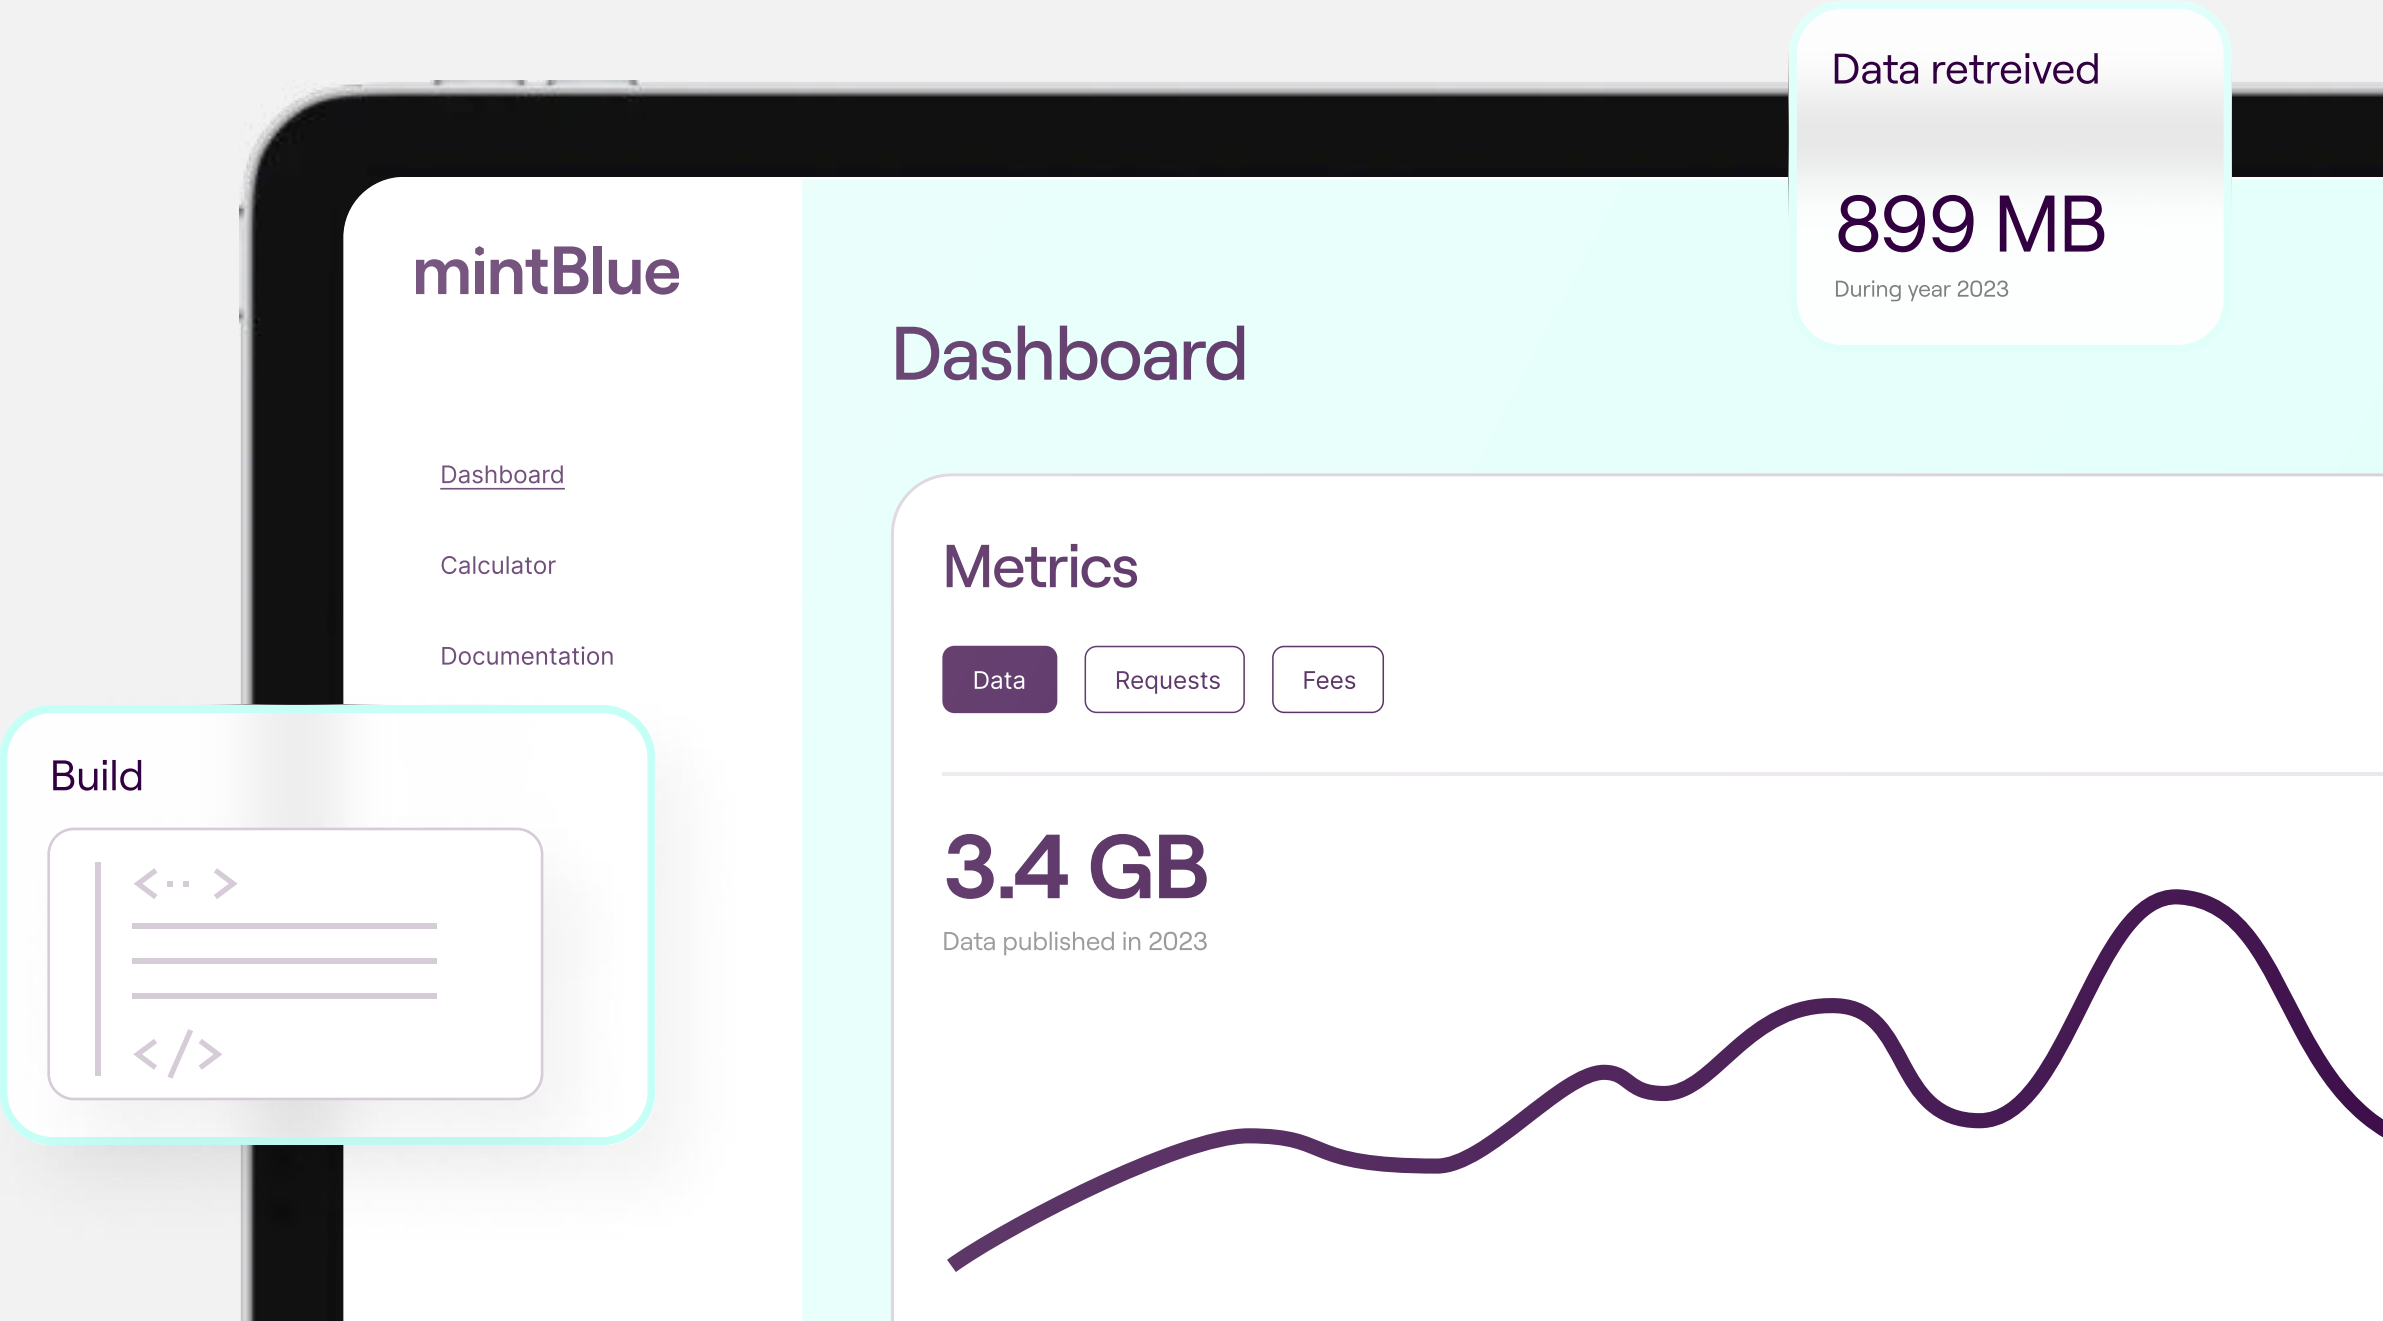 Data retreived
899 MB
During year 2023
mintBlue
Dashboard
Dashboard
Calculator
Documentation
Metrics
Data
Requests
Fees
3.4 GB
Data published in 2023
Build
<·· >
</>